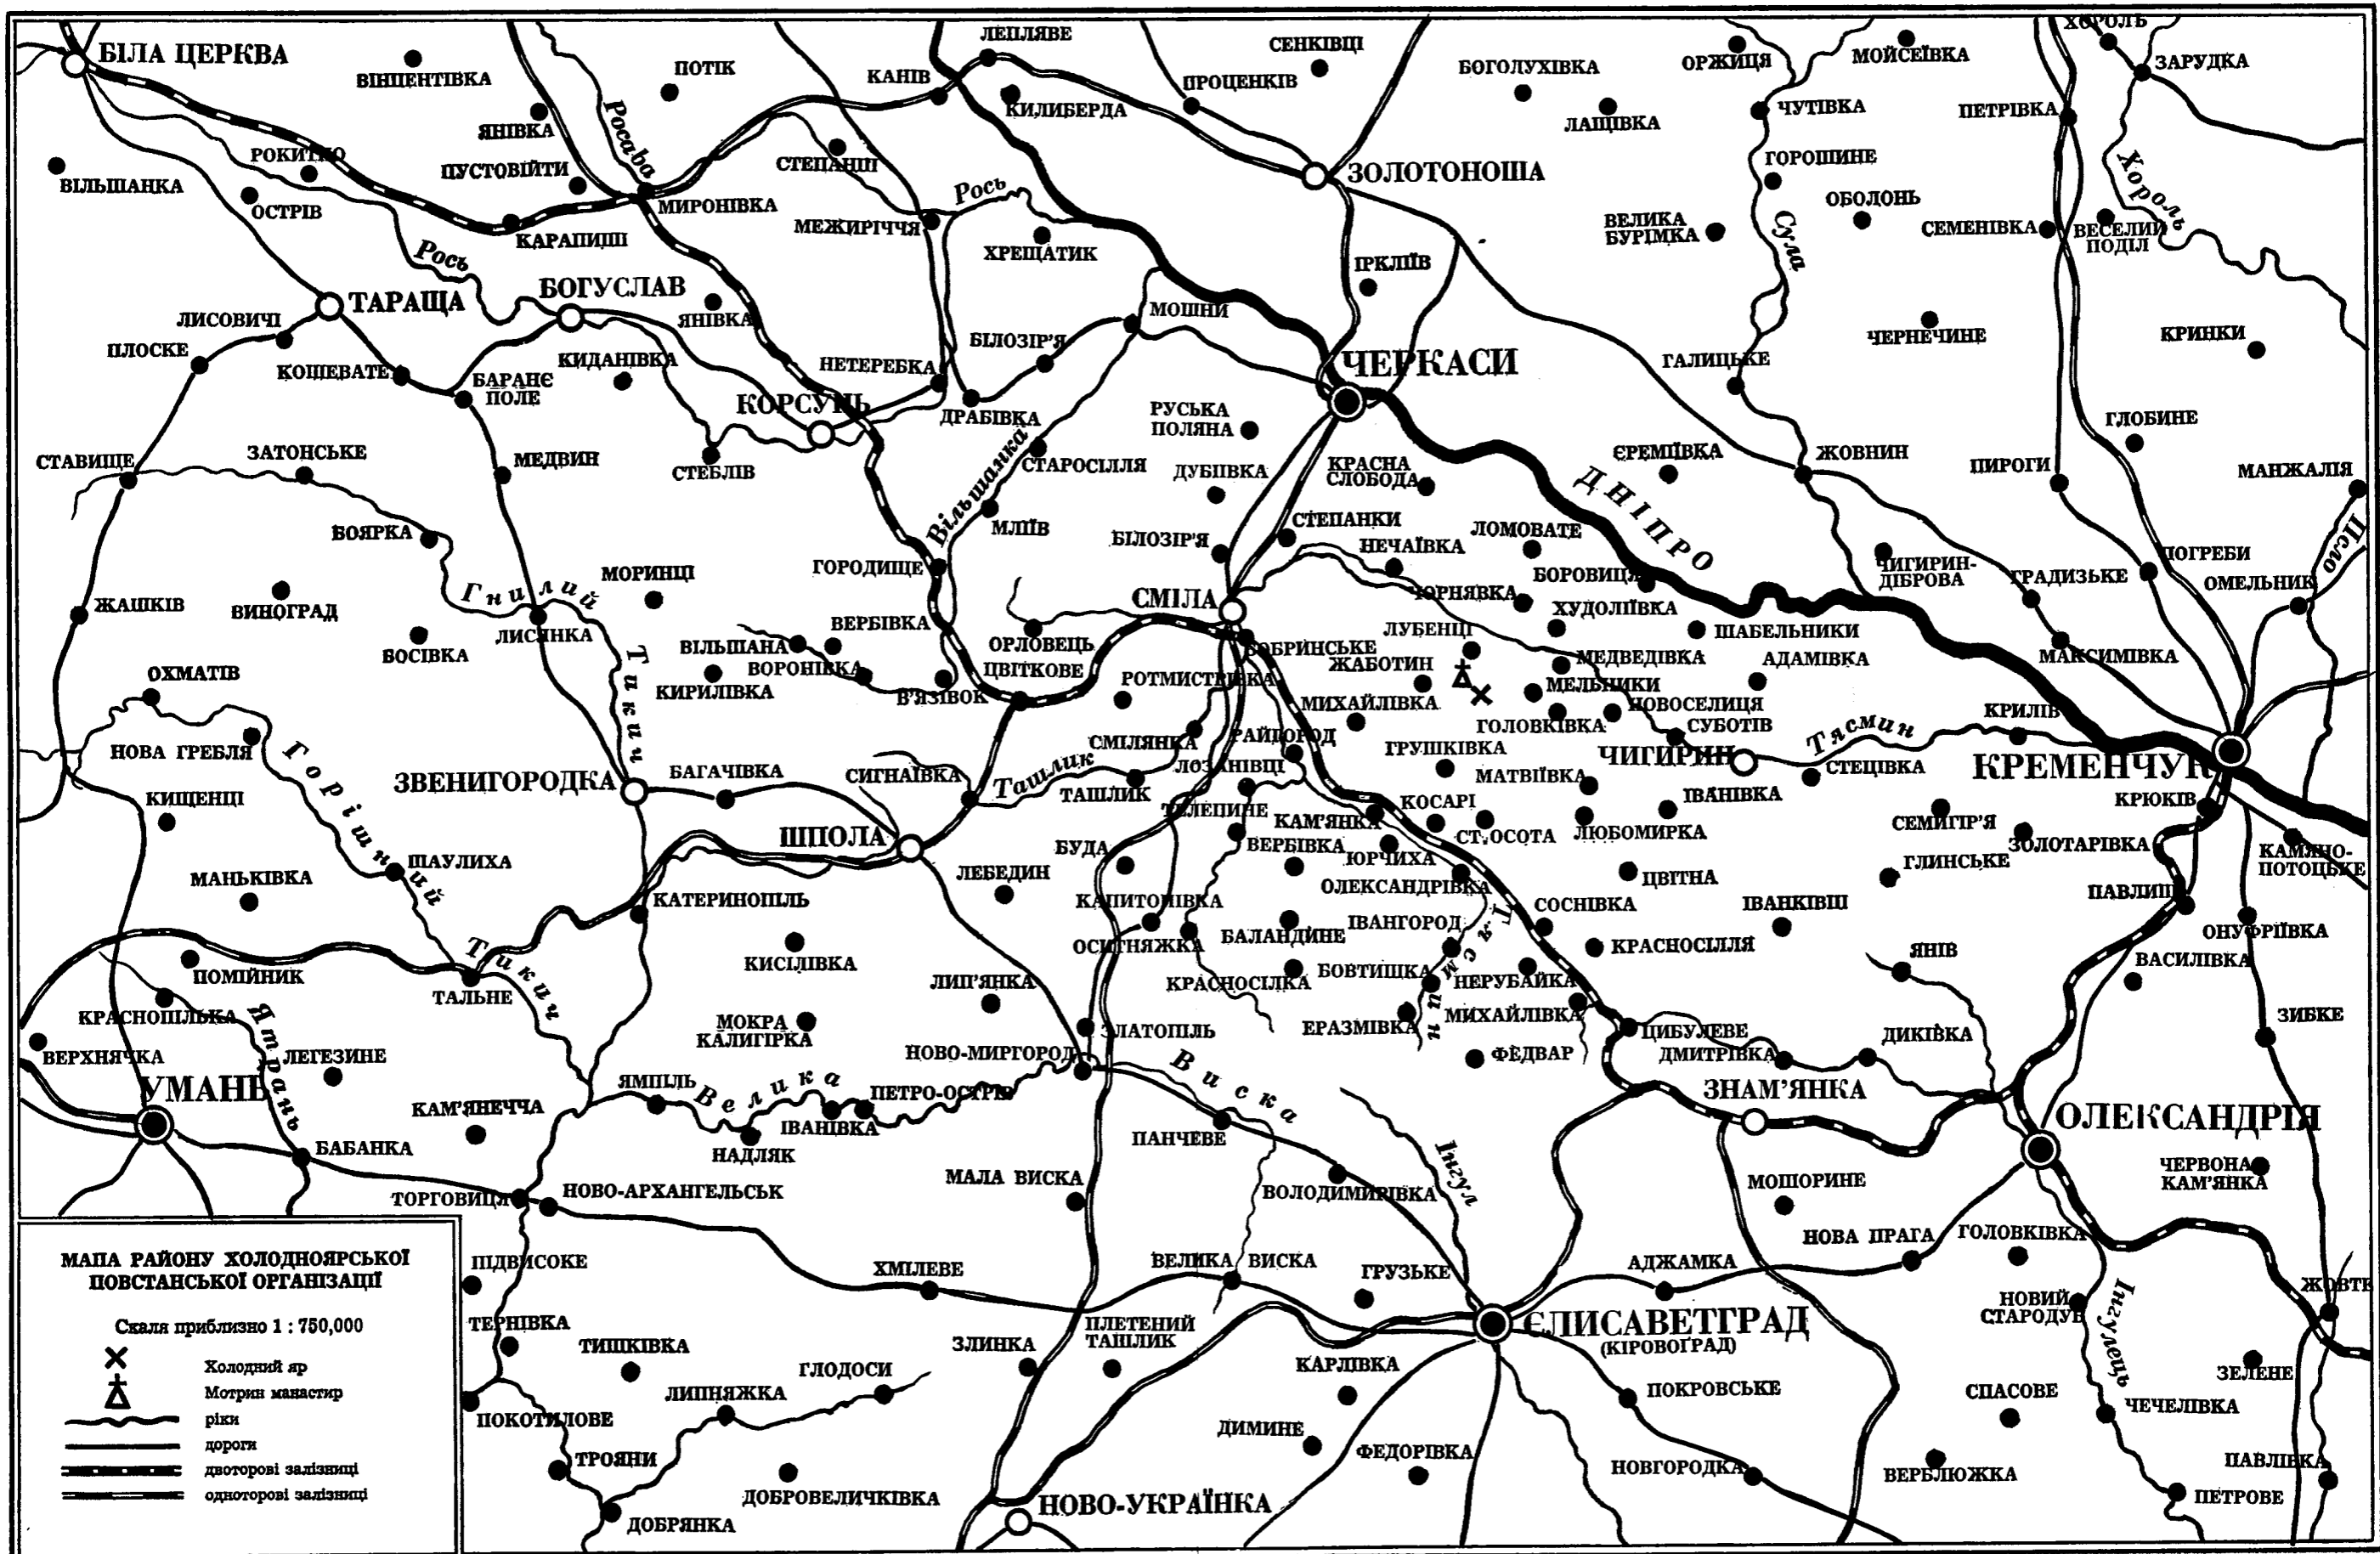 ХОРОЛЬ
ЛЕПЛЯВЕ
СЕНКІВЦІ
ОРЖИЦЯ
МОЙСЕЇВКА
БІЛА ЦЕРКВА
ВІНЦЕНТІВКА
ПОТІК
КАНІВ
ПРОЦЕНКІВ
БОГОЛУХІВКА
ЗАРУДКА
КИЛИБЕРДА
ЛАЩІВКА
ЧУТІВКА
ПЕТРІВКА
ЯНІВКА
Росава
РОКИТНО
ПУСТОВІЙТИ
СТЕПАНЦІ
ГОРОШИНЕ
Хороль
ВІЛЬШАНКА
ОСТРІВ
МИРОНІВКА
Рось
ЗОЛОТОНОША
ОБОЛОНЬ
КАРАПИШІ
МЕЖИРІЧЧЯ
ХРЕЩАТИК
ВЕЛИКА
БУРІМКА
Сула
СЕМЕНІВКА
ВЕСЕЛИЙ
ПОДІЛ
Рось
ІРКЛІЇВ
ТАРАЩА
БОГУСЛАВ
ЯНІВКА
МОШНИ
ЛИСОВИЧІ
ПЛОСКЕ
БІЛОЗІР'Я
ЧЕРНЕЧИНЕ
КРИНКИ
КОШЕВАТЕ
БАРАНЄ
ПОЛЕ
КИДАНІВКА
НЕТЕРЕБКА
ЧЕРКАСИ
ГАЛИЦЬКЕ
КОРСУНЬ
ДРАБІВКА
РУСЬКА
ПОЛЯНА
ГЛОБИНЕ
СТАВИЩЕ
ЗАТОНСЬКЕ
МЕДВИН
СТЕБЛІВ
СТАРОСІЛЛЯ
ДУБІЇВКА
КРАСНА
СЛОБОДА
ЄРЕМІЇВКА
ЖОВНИН
ПИРОГИ
МАНЖАЛІЯ
Вільшанка
ДНІПРО
БОЯРКА
МЛІЇВ
СТЕПАНКИ
БІЛОЗІР'Я
НЕЧАЇВКА
ЛОМОВАТЕ
ЧИГИРИН-
ДІБРОВА
ПОГРЕБИ
Псло
ГОРОДИЩЕ
МОРИНЦІ
БОРОВИЦЯ
ГРАДИЗЬКЕ
ОМЕЛЬНИК
ЖАШКІВ
ВИНОГРАД
Гнилий
Тикич
СМІЛА
ЧОРНЯВКА
ХУДОЛІЇВКА
ЛИСЯНКА
ВЕРБІВКА
ОРЛОВЕЦЬ
ЛУБЕНЦІ
ШАБЕЛЬНИКИ
БОСІВКА
ВІЛЬШАНА
ВОРОНІВКА
ЦВІТКОВЕ
БОБРИНСЬКЕ
ЖАБОТИН
МЕДВЕДІВКА
АДАМІВКА
МАКСИМІВКА
ОХМАТІВ
КИРИЛІВКА
В'ЯЗІВОК
РОТМИСТРІВКА
МЕЛЬНИКИ
МИХАЙЛІВКА
ГОЛОВКІВКА
НОВОСЕЛИЦЯ
СУБОТІВ
КРИЛІВ
НОВА ГРЕБЛЯ
Горішний
Тикич
СМІЛЯНКА
РАЙГОРОД
ГРУШКІВКА
ЧИГИРИН
Тясмин
ЗВЕНИГОРОДКА
БАГАЧІВКА
СИГНАЇВКА
Ташлик
ЛОЗАНІВЦІ
МАТВІЇВКА
СТЕЦІВКА
КРЕМЕНЧУК
КИЩЕНЦІ
ТАШЛИК
ТЕЛЕПИНЕ
КОСАРІ
ІВАНІВКА
КРЮКІВ
ШПОЛА
КАМ'ЯНКА
ЛЮБОМИРКА
СЕМИГІР'Я
ЗОЛОТАРІВКА
БУДА
ВЕРБІВКА
ЮРЧИХА
ШАУЛИХА
ЛЕБЕДИН
ГЛИНСЬКЕ
КАМЯНО-
ПОТОЦЬКЕ
МАНЬКІВКА
ОЛЕКСАНДРІВКА
ЦВІТНА
ПАВЛИШ
КАТЕРИНОПІЛЬ
КАПИТОНІВКА
СОСНІВКА
ІВАНКІВЦІ
ІВАНГОРОД
Тясмин
ОНУФРІЇВКА
ОСИТНЯЖКА
БАЛАНДИНЕ
КРАСНОСІЛЛЯ
ЯНІВ
ВАСИЛІВКА
ПОМІЙНИК
КИСІЛІВКА
ТАЛЬНЕ
ЛИП'ЯНКА
КРАСНОСІЛКА
БОВТИШКА
НЕРУБАЙКА
КРАСНОПІЛЬКА
Ятрань
МОКРА
КАЛИГІРКА
ЗЛАТОПІЛЬ
ЕРАЗМІВКА
МИХАЙЛІВКА
ЦИБУЛЕВЕ
ДИКІВКА
ЗИБКЕ
ВЕРХНЯЧКА
ЛЕГЕЗИНЕ
НОВО-МИРГОРОД
ФЕДВАР
ДМИТРІВКА
УМАНЬ
ЯМПІЛЬ
Велика
Виска
ПЕТРО-ОСТРІВ
ЗНАМ'ЯНКА
КАМ'ЯНЕЧЧА
ІВАНІВКА
ПАНЧЕВЕ
ОЛЕКСАНДРІЯ
БАБАНКА
НАДЛЯК
Інгул
ТОРГОВИЦЯ
НОВО-АРХАНГЕЛЬСЬК
МАЛА ВИСКА
ВОЛОДИМИРІВКА
МОШОРИНЕ
ЧЕРВОНА
КАМ'ЯНКА
НОВА ПРАГА
ГОЛОВКІВКА
ПІДВИСОКЕ
ХМІЛЕВЕ
ВЕЛИКА ВИСКА
ГРУЗЬКЕ
АДЖАМКА
НОВИЙ
СТАРОДУБ
Інгулець
ЖОВТЕ
ТЕРНІВКА
ТИШКІВКА
ЗЛИНКА
ПЛЕТЕНИЙ
ТАШЛИК
ЄЛИСАВЕТГРАД
(КІРОВОГРАД)
ГЛОДОСИ
КАРЛІВКА
ЗЕЛЕНЕ
ПОКОТИЛОВЕ
ЛИПНЯЖКА
ПОКРОВСЬКЕ
СПАСОВЕ
ЧЕЧЕЛІВКА
ДИМИНЕ
ТРОЯНИ
ФЕДОРІВКА
НОВГОРОДКА
ВЕРБЛЮЖКА
ПАВЛІВКА
ДОБРОВЕЛИЧКІВКА
НОВО-УКРАЇНКА
ПЕТРОВЕ
ДОБРЯНКА
МАПА РАЙОНУ ХОЛОДНОЯРСЬКОЇ
ПОВСТАНСЬКОЇ ОРГАНІЗАЦІЇ
Скаля приблизно 1 : 750,000
Холодний яр
Мотрин манастир
ріки
дороги
двоторові залізниці
одноторові залізниці